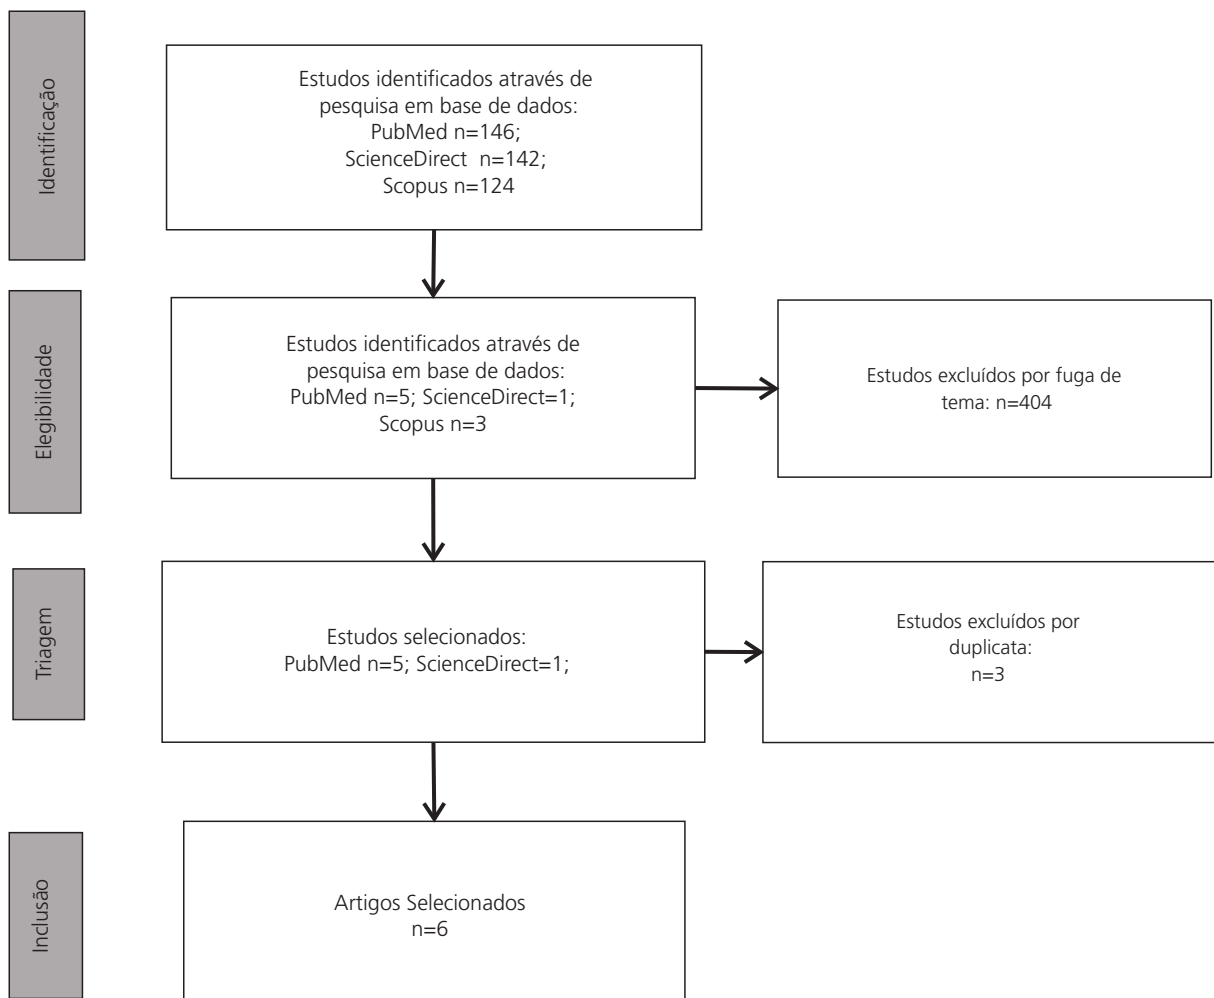 Identificação
Estudos identificados através de
pesquisa em base de dados:
PubMed n=146;
ScienceDirect n=142;
Scopus n=124
Elegibilidade
Estudos identificados através de
pesquisa em base de dados:
PubMed n=5; ScienceDirect=1;
Scopus n=3
Estudos excluídos por fuga de
tema: n=404
Triagem
Estudos selecionados:
PubMed n=5; ScienceDirect=1;
Estudos excluídos por
duplicata:
n=3
Inclusão
Artigos Selecionados
n=6